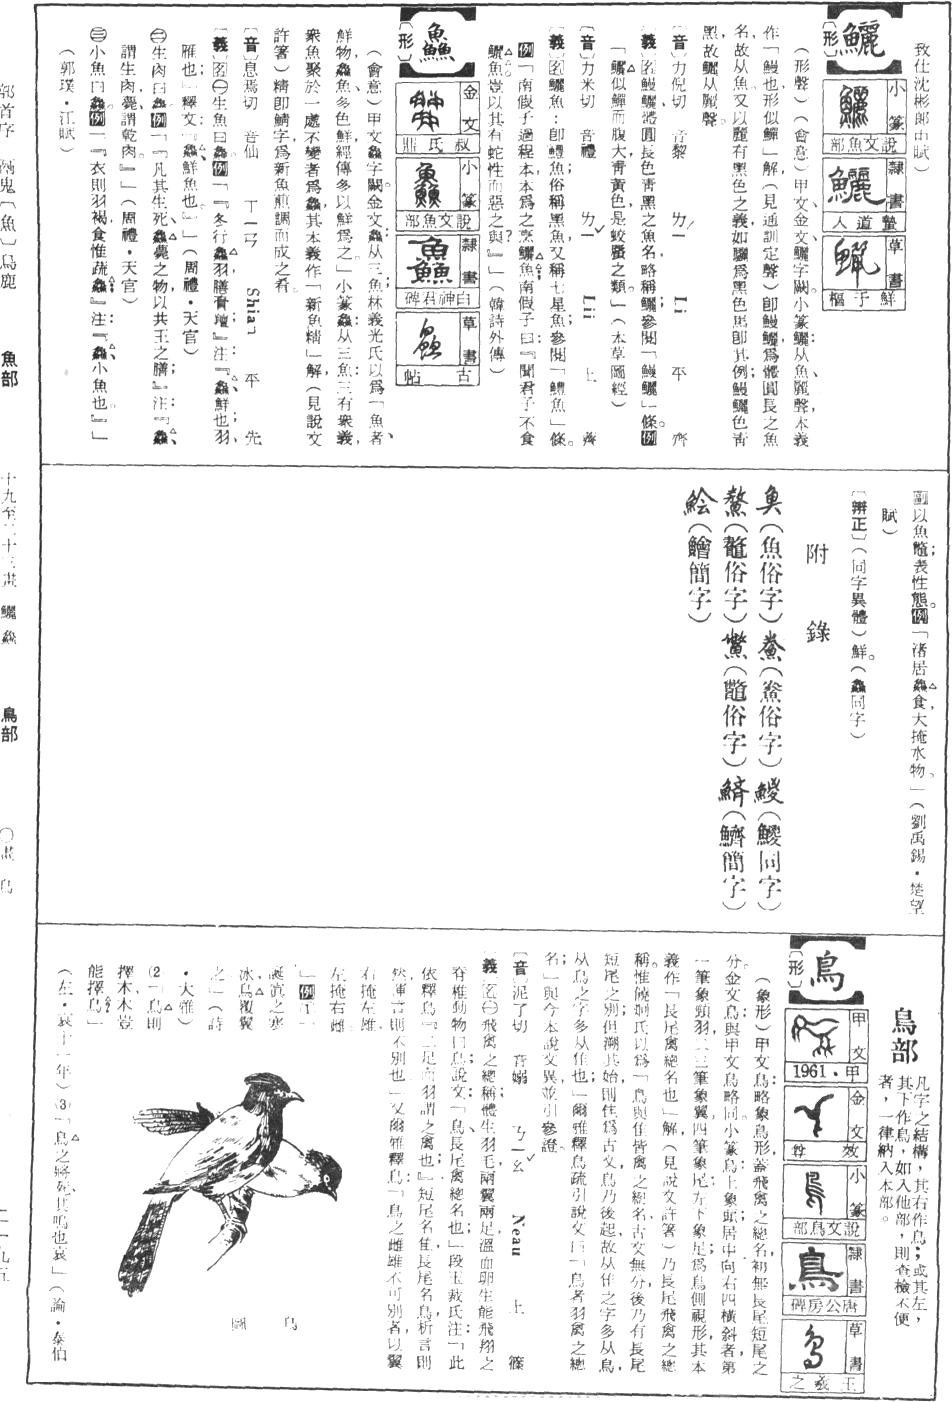 致仕沈彬郎中賦）
鱺
〔形〕
小篆
說文魚部
隸書
蟄道人
草書
鮮于樞
（形聲）（會意）甲文、金文鱺字闕。小篆鱺：从魚，麗聲，本義
作「鰻也，形似鱓」解，（見通訓定聲）即鰻鱺，爲體圓長之魚
名，故从魚。又以麗有黑色之義，如驪爲黑色馬即其例，鰻鱺色青
黑，故鱺从麗聲。
〔音〕力倪切　音黎　ㄌㄧˊ　Li　平　齊
〔義〕名鰻鱺：體圓長色青黑之魚名，略稱鱺；參閱「鰻鱺」條。例
「鱺似鱓而腹大，青黃色，是蛟蜃之類。」（本草圖經）
〔音〕力米切　音禮　ㄌㄧˇ　Lii　上　薺
〔義〕名鱺魚：即鱧魚，俗稱黑魚，又稱七星魚；參閱「鱧魚」條。
例「南假子過程本，本爲之烹鱺魚，南假子曰：『聞君子不食
鱺魚。豈以其有蛇性而惡之與？』」（韓詩外傳）
鱻
〔形〕
金文
叔氏鼎
小篆
說文魚部
隸書
白神君碑
草書
古帖
（會意）甲文鱻字闕。金文鱻：从三魚，林義光氏以爲「魚者、
鮮物，鱻魚多色鮮，經傳多以鮮爲之。」小篆鱻：从三魚，三有衆義，
衆魚聚於一處不變者爲鱻，其本義作「新魚精」解，（見說文
許箸）精即鯖字，爲新魚煎調而成之肴。
〔音〕息焉切　音仙　ㄒㄧㄢ　Shian　平　先
〔義〕名㊀生魚曰鱻。例「『冬行鱻羽，膳膏羶。』注：『鱻、鮮也；羽、
雁也』；釋文：『鱻、鮮魚也。』」（周禮・天官）
㊁生肉曰鱻；例「『凡其生死、鱻薧之物，以共王之膳』；注：『鱻、
謂生肉；薧、謂乾肉。』」（周禮・天官）
㊂小魚曰鱻；例「『衣則羽褐，食惟蔬鱻。』注：『鱻、小魚也。』」
（郭璞・江賦）
副以魚鱻表性態。例「渚居鱻食，大掩水物。」（劉禹錫・楚望
賦）
〔辨正〕（同字異體）鮮。（鱻同字）
附錄
𩵋（魚俗字）鮝（鯗俗字）鯼（鯼同字）
鰲（鼇俗字）鱉（鼈俗字）鮷（鱭簡字）
鲙（鱠簡字）
鳥部
凡字之結構，其右作鳥；或其左，
其下作鳥，如入他部，則查檢不便
者，一律納入本部。
鳥
〔形〕
甲文
甲・1961
金文
效尊
小篆
說文鳥部
隸書
唐公房碑
草書
王羲之
（象形）甲文鳥：略象鳥形，蓋飛禽之總名，初無長尾短尾之
分。金文鳥與甲文鳥略同。小篆鳥：上象頭，居中向右四橫斜者，第
一筆象頸羽，二三筆象翼，四筆象尾，左下象足，爲鳥側視形，其本
義作「長尾禽總名也」解，（見說文許箸）乃長尾飛禽之總
稱。惟饒炯氏以爲「鳥與隹皆禽之總名，古文無分，後乃有長尾
短尾之別；但溯其始，則隹爲古文，鳥乃後起，故从隹之字多从鳥，
从鳥之字多从隹也。」爾雅釋鳥疏引說文曰：「鳥者羽禽之總
名」，與今本說文異，並引參證。
〔音〕泥了切　音嫋　ㄋㄧㄠˇ　Neau　上　篠
〔義〕名㊀飛禽之總稱；體生羽毛，兩翼兩足，溫血卵生能飛翔之
脊椎動物曰鳥；說文：「鳥、長尾禽總名也」，段玉裁氏注：「此
依釋鳥『二足而羽謂之禽也』。短尾名隹，長尾名鳥，析言則
然，渾言則不別也。」又爾雅釋鳥「鳥之雌雄不可別者，以翼
右掩左雄，
左掩右雌
」。例「1
誕寘之寒
冰，鳥覆翼
之」（詩
・大雅）
(2)「鳥則
擇木，木豈
能擇鳥」
（左・哀十一年）(3)「鳥之將死，其鳴也哀」（論・泰伯
鳥圖
〔魚〕鳥鹿
魚部
十九至二十三畫　鱺鱻
鳥部
○畫　鳥
二一九五